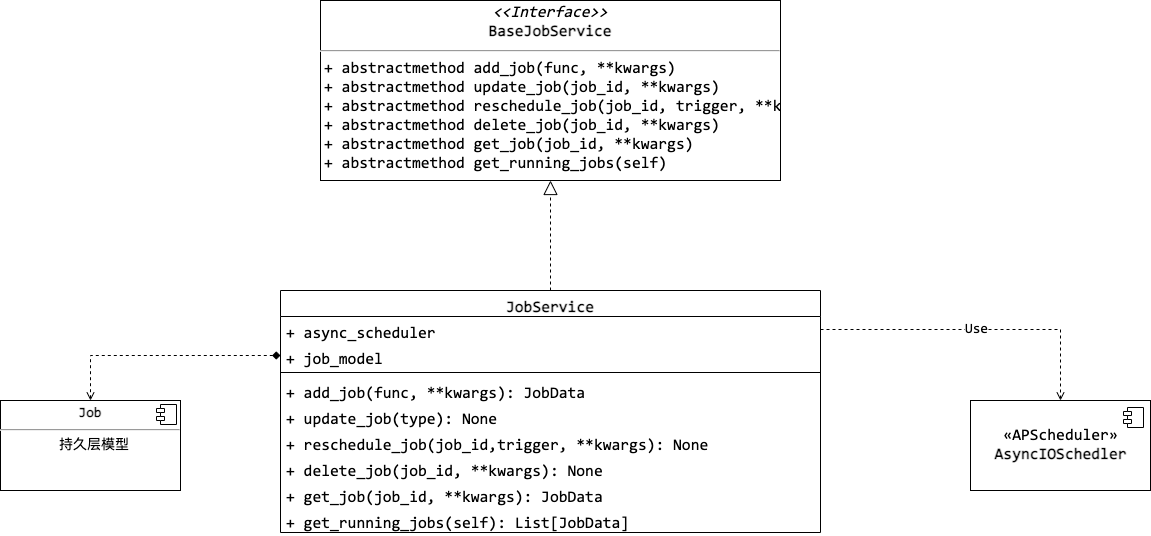 <<Interface>>
BaseJobService
+ abstractmethod add_job(func, **kwargs)
+ abstractmethod update_job(job_id, **kwargs)
+ abstractmethod reschedule_job(job_id, trigger, **k
+ abstractmethod delete_job(job_id, **kwargs)
+ abstractmethod get_job(job_id, **kwargs)
+ abstractmethod get_running_jobs(self)
JobService
+ async_scheduler
+ job_model
+ add_job(func, **kwargs): JobData
+ update_job(type): None
+ reschedule_job(job_id,trigger, **kwargs): None
+ delete_job(job_id, **kwargs): None
+ get_job(job_id, **kwargs): JobData
+ get_running_jobs(self): List[JobData]
Job
持久层模型
Use
«APScheduler»
AsyncIOSchedler